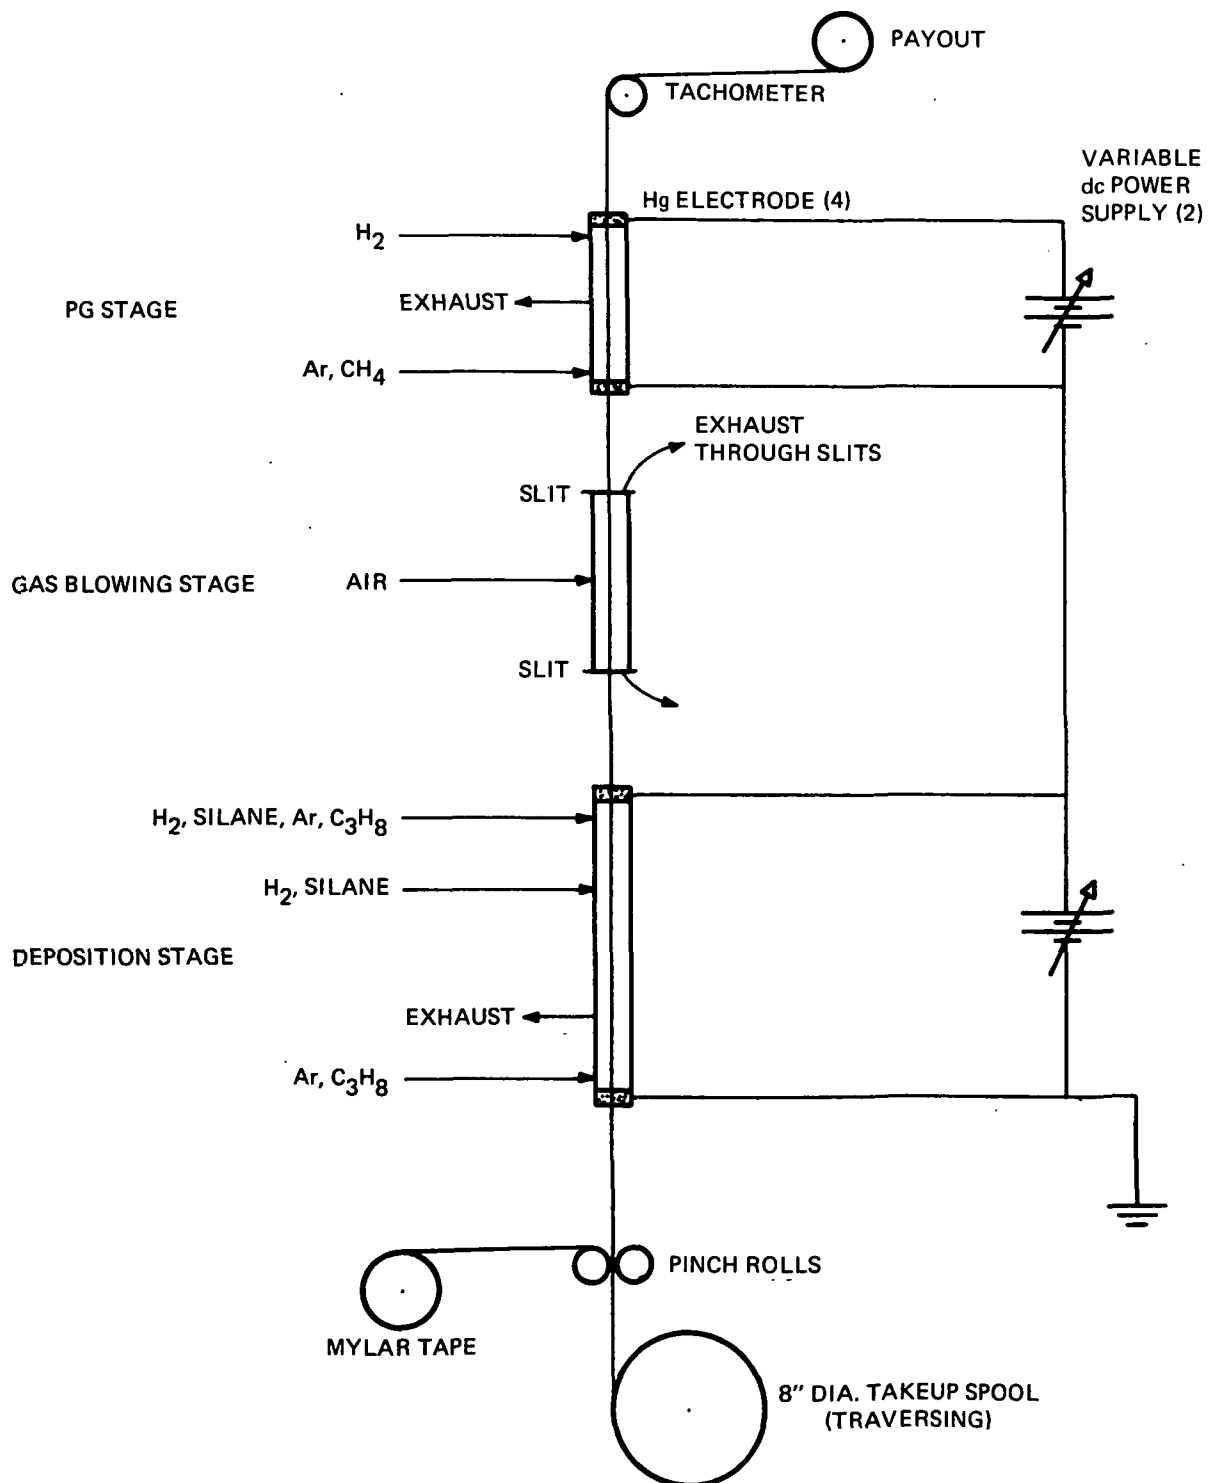 PAYOUT
TACHOMETER
VARIABLE
dc POWER
SUPPLY (2)
Hg ELECTRODE (4)
H2
EXHAUST
PG STAGE
Ar, CH4
EXHAUST
THROUGH SLITS
SLIT
AIR
GAS BLOWING STAGE
SLIT
H2, SILANE, Ar, C3H8
H2, SILANE
DEPOSITION STAGE
EXHAUST
Ar, C3H8
PINCH ROLLS
MYLAR TAPE
8" DIA. TAKEUP SPOOL
(TRAVERSING)